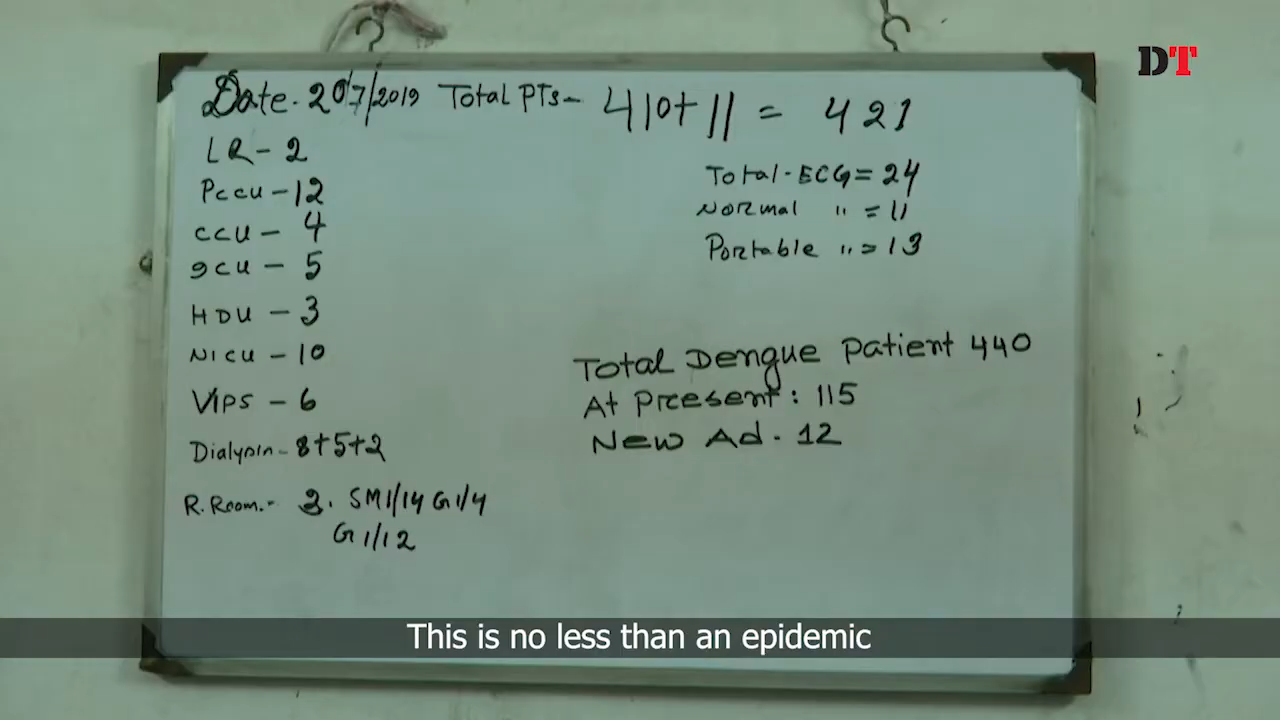 DT
Date. 20/7/2019 Total PTs - 410+11 = 421
LR - 2
PCCU - 12
CCU - 4
ICU - 5
HDU - 3
NICU - 10
VIPS - 6
Dialysis - 8+5+2
R. Room. - 3. SM1/14 G1/4
G1/12
Total - ECG = 24
Normal " = 11
Portable " = 13
Total Dengue Patient 440
At Present : 115
New Ad - 12
This is no less than an epidemic